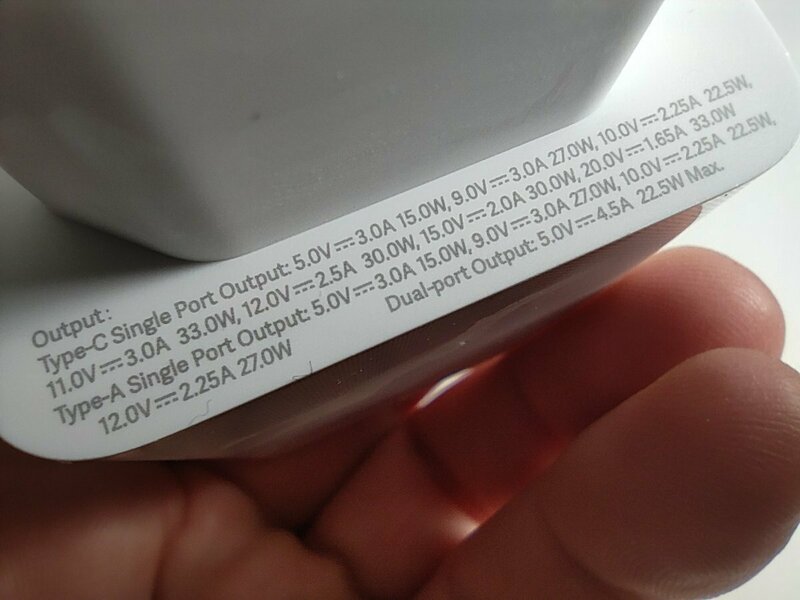 Output:
Type-C Single Port Output: 5.0V⎓3.0A 15.0W, 9.0V⎓3.0A 27.0W, 10.0V⎓2.25A 22.5W,
11.0V⎓3.0A 33.0W, 12.0V⎓2.5A 30.0W, 15.0V⎓2.0A 30.0W, 20.0V⎓1.65A 33.0W
Type-A Single Port Output: 5.0V⎓3.0A 15.0W, 9.0V⎓3.0A 27.0W, 10.0V⎓2.25A 22.5W,
12.0V⎓2.25A 27.0W Dual-port Output: 5.0V⎓4.5A 22.5W Max.